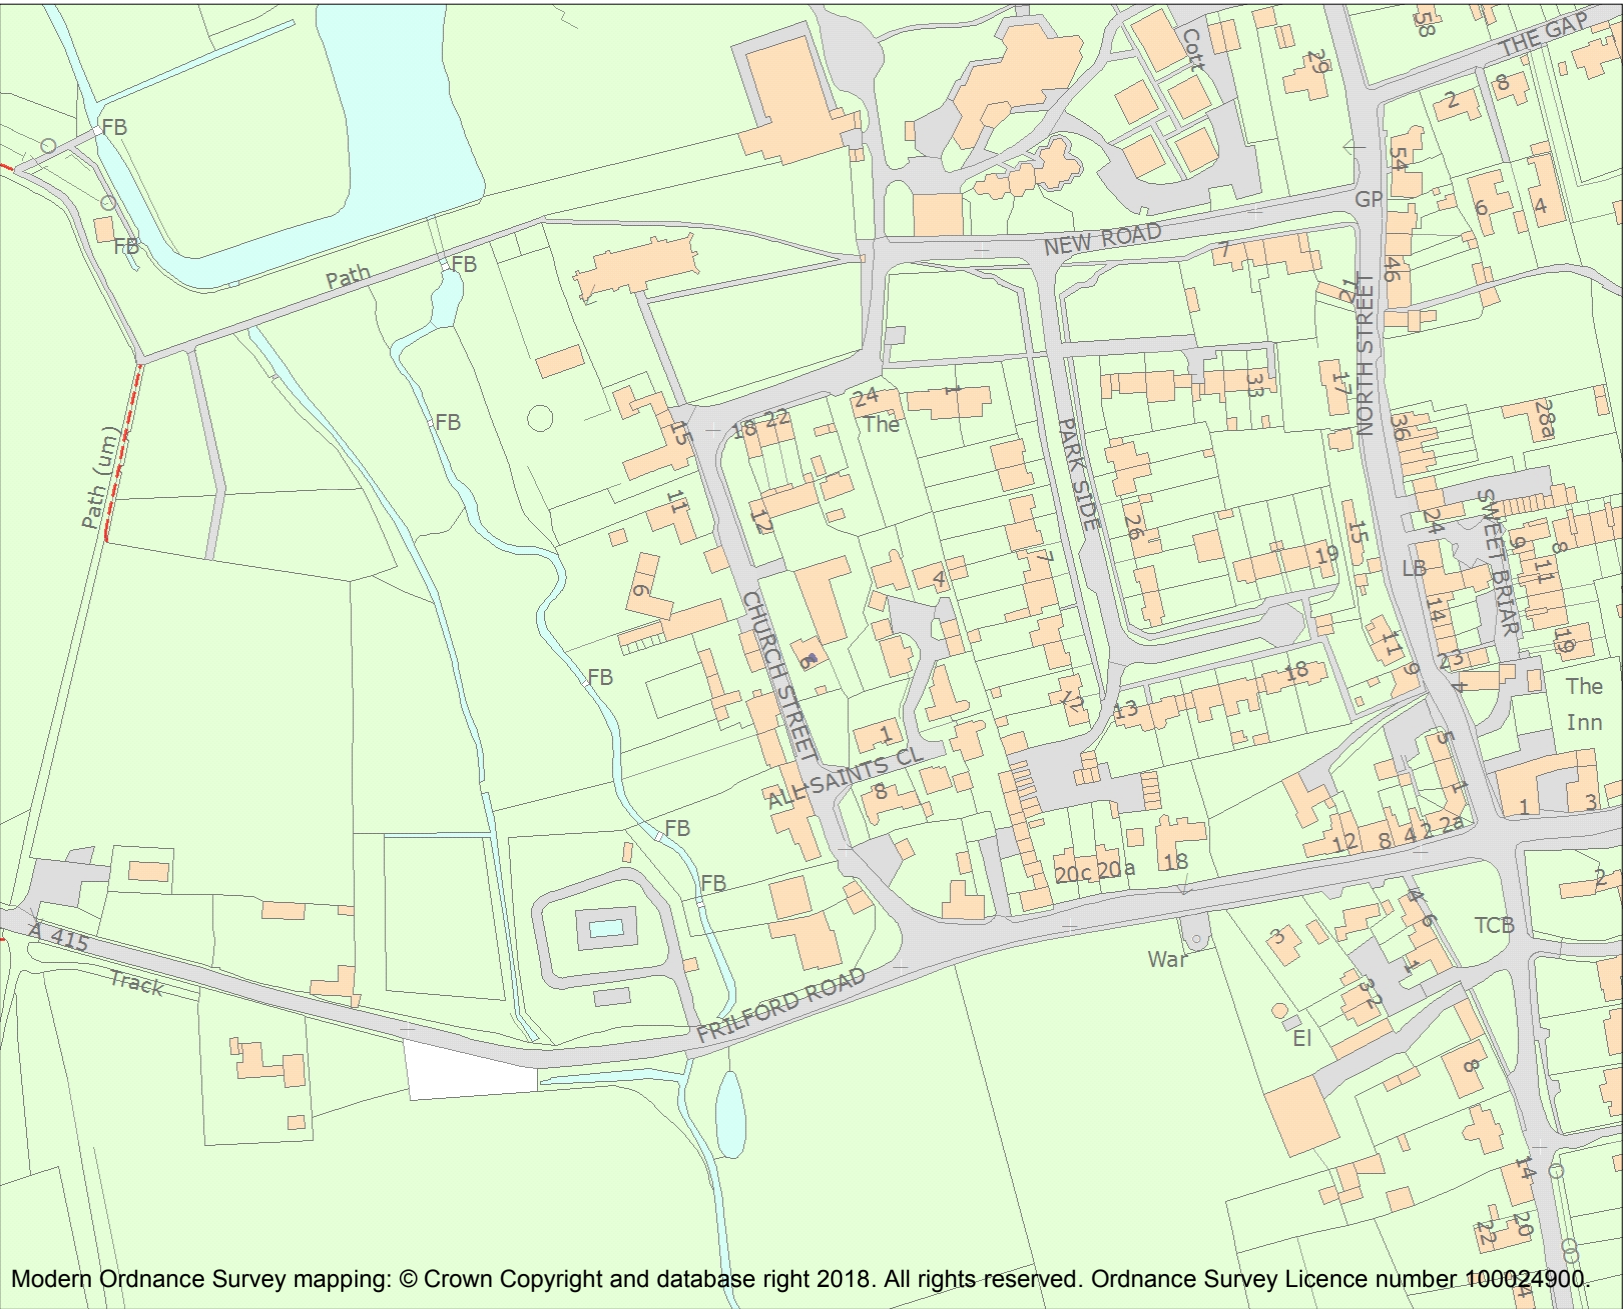 58
THE GAP
Cott
29
8
2
FB
54
GP
6
4
FB
NEW ROAD
7
FB
Path
46
21
NORTH STREET
33
17
24
1
The
18
22
15
FB
36
28a
PARK SIDE
Path (um)
11
12
26
24
SWEET BRIAR
15
9
8
7
19
LB
11
4
6
14
CHURCH STREET
19
11
23
9
4
18
The
Inn
FB
12
13
1
5
ALL SAINTS CL
1
8
1
1
3
FB
12
8
4
2
2a
18
20c
20a
FB
2
4
6
TCB
A 415
3
War
1
Track
3
2
FRILFORD ROAD
El
8
14
20
22
Modern Ordnance Survey mapping: © Crown Copyright and database right 2018. All rights reserved. Ordnance Survey Licence number 100024900.